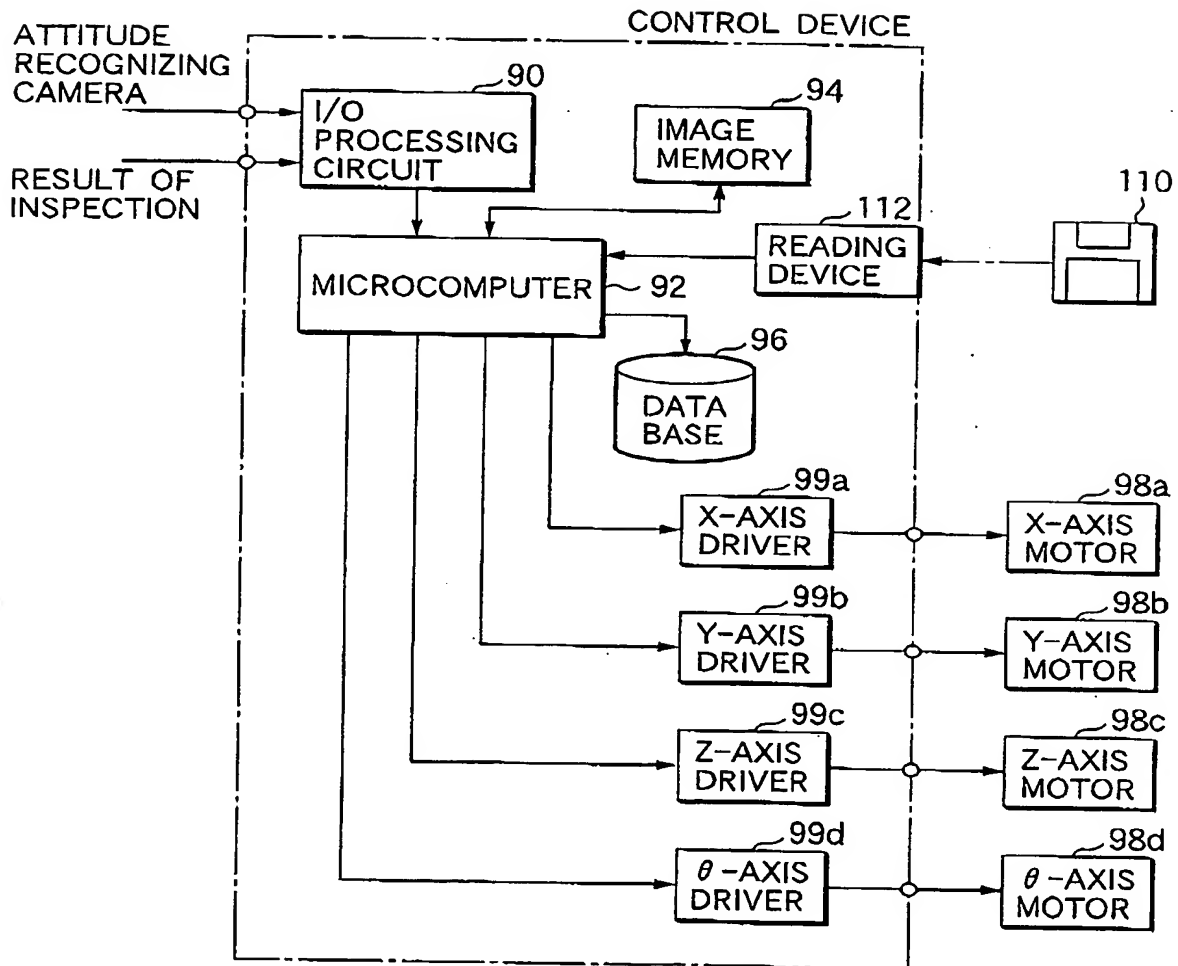 CONTROL DEVICE
ATTITUDE
RECOGNIZING
CAMERA
90
I/O
PROCESSING
CIRCUIT
94
IMAGE
MEMORY
RESULT OF
INSPECTION
112
READING
DEVICE
110
MICROCOMPUTER
92
96
DATA
BASE
99a
X-AXIS
DRIVER
98a
X-AXIS
MOTOR
99b
Y-AXIS
DRIVER
98b
Y-AXIS
MOTOR
99c
Z-AXIS
DRIVER
98c
Z-AXIS
MOTOR
99d
θ-AXIS
DRIVER
98d
θ-AXIS
MOTOR